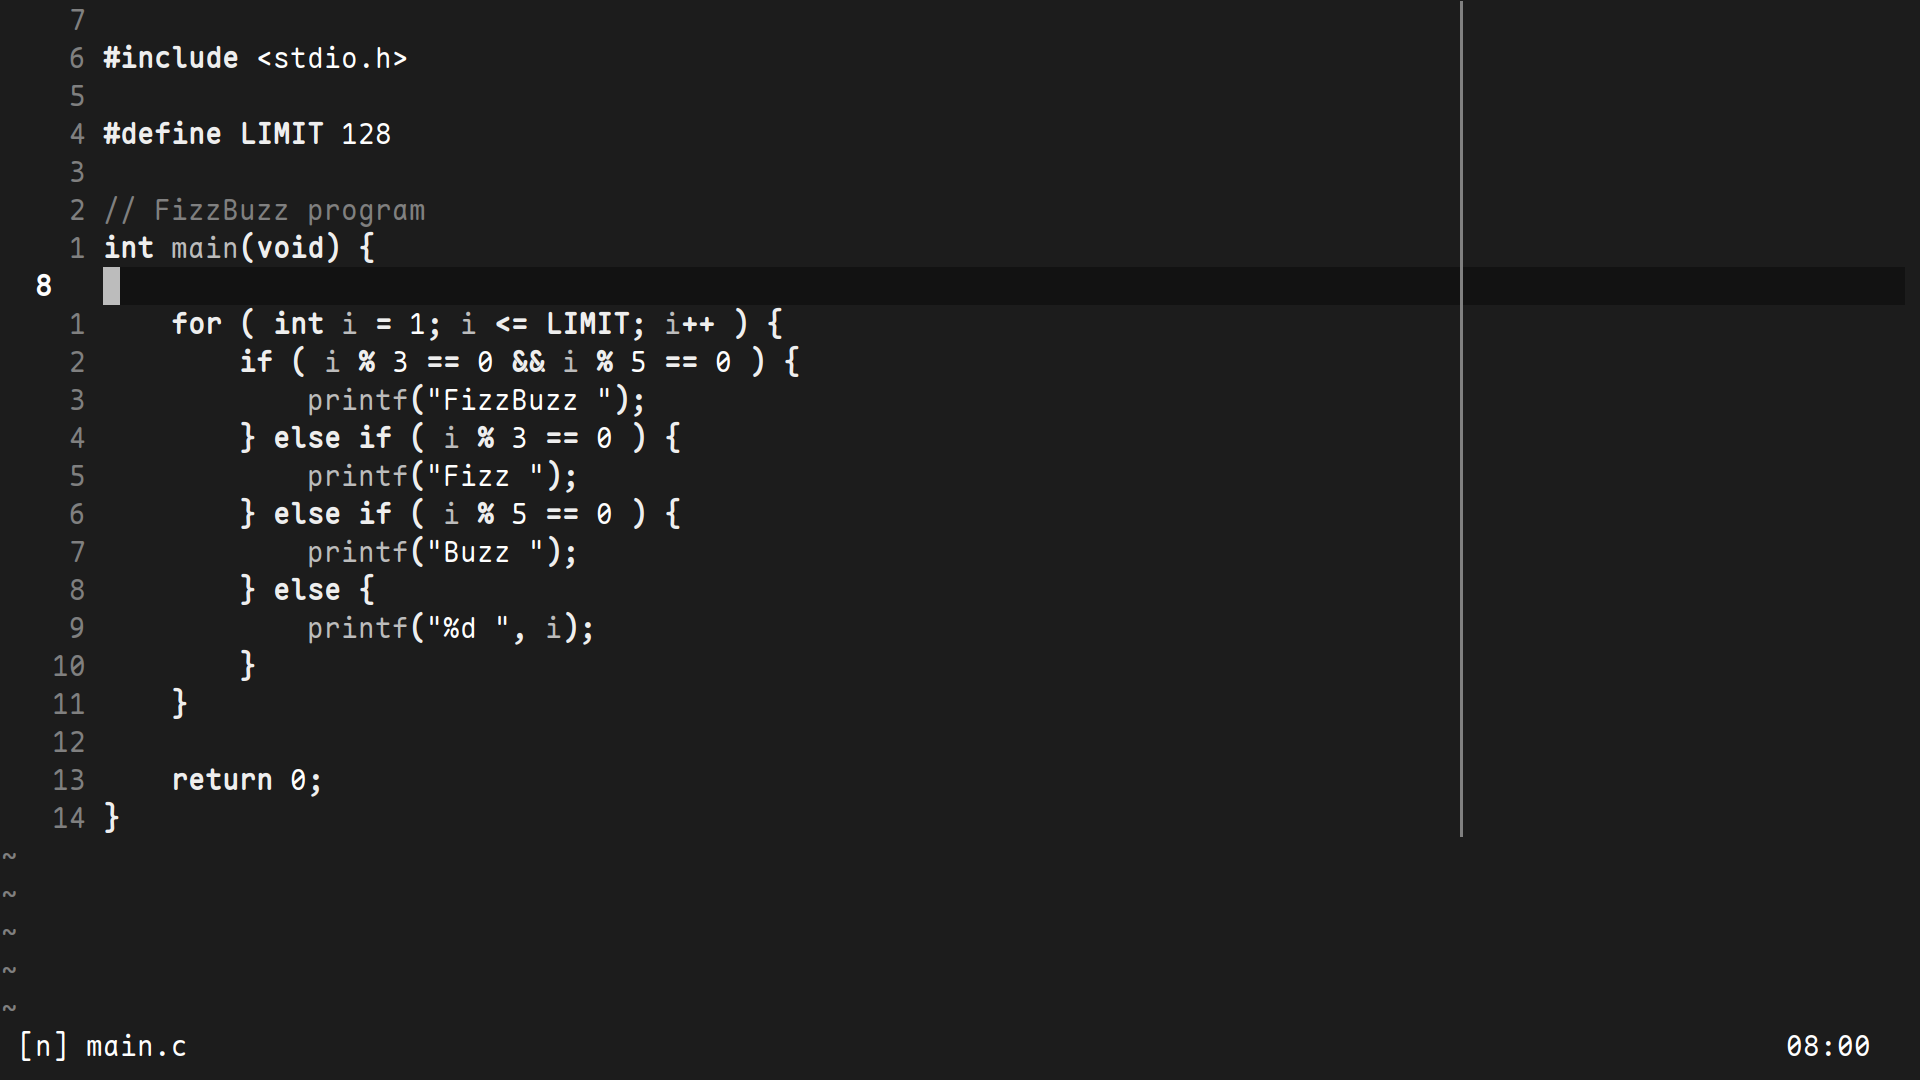 7
6 #include <stdio.h>
5
4 #define LIMIT 128
3
2 // FizzBuzz program
1 int main(void) {
8
1     for ( int i = 1; i <= LIMIT; i++ ) {
2         if ( i % 3 == 0 && i % 5 == 0 ) {
3             printf("FizzBuzz ");
4         } else if ( i % 3 == 0 ) {
5             printf("Fizz ");
6         } else if ( i % 5 == 0 ) {
7             printf("Buzz ");
8         } else {
9             printf("%d ", i);
10         }
11     }
12
13     return 0;
14 }
~
~
~
~
~
[n] main.c 08:00